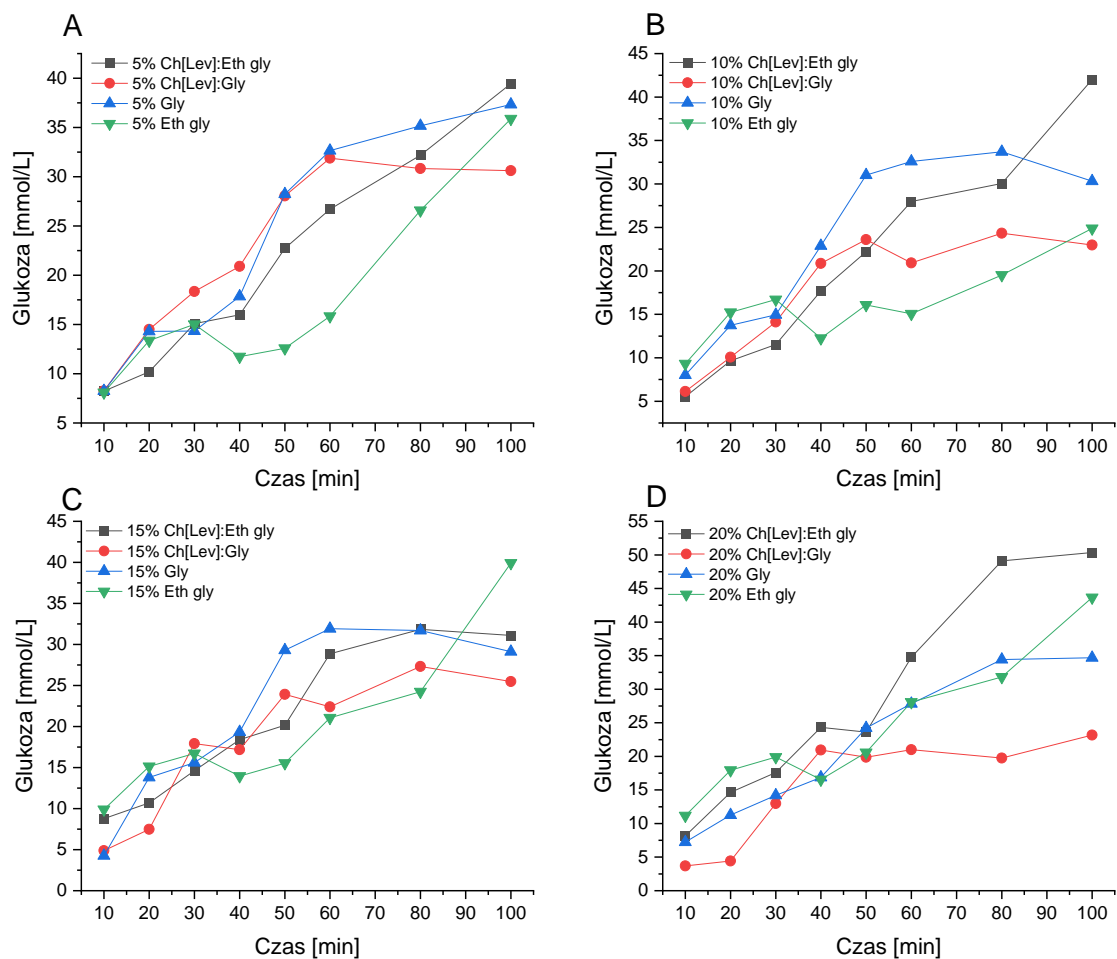 A
5% Ch[Lev]:Eth gly
5% Ch[Lev]:Gly
5% Gly
5% Eth gly
Glukoza [mmol/L]
40
35
30
25
20
15
10
5
10 20 30 40 50 60 70 80 90 100
Czas [min]
B
10% Ch[Lev]:Eth gly
10% Ch[Lev]:Gly
10% Gly
10% Eth gly
Glukoza [mmol/L]
45
40
35
30
25
20
15
10
5
10 20 30 40 50 60 70 80 90 100
Czas [min]
C
15% Ch[Lev]:Eth gly
15% Ch[Lev]:Gly
15% Gly
15% Eth gly
Glukoza [mmol/L]
45
40
35
30
25
20
15
10
5
0
10 20 30 40 50 60 70 80 90 100
Czas [min]
D
20% Ch[Lev]:Eth gly
20% Ch[Lev]:Gly
20% Gly
20% Eth gly
Glukoza [mmol/L]
55
50
45
40
35
30
25
20
15
10
5
0
10 20 30 40 50 60 70 80 90 100
Czas [min]